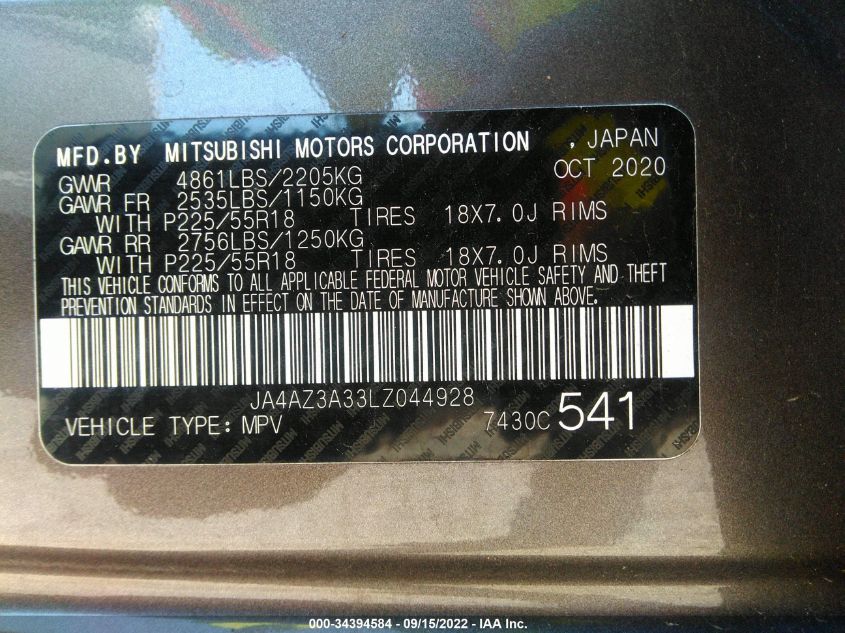 MFD.BY MITSUBISHI MOTORS CORPORATION , JAPAN
OCT 2020
GVWR 4861LBS/2205KG
GAWR FR 2535LBS/1150KG
WITH P225/55R18 TIRES 18X7.0J RIMS
GAWR RR 2756LBS/1250KG
WITH P225/55R18 TIRES 18X7.0J RIMS
THIS VEHICLE CONFORMS TO ALL APPLICABLE FEDERAL MOTOR VEHICLE SAFETY AND THEFT
PREVENTION STANDARDS IN EFFECT ON THE DATE OF MANUFACTURE SHOWN ABOVE.
JA4AZ3A33LZ044928
VEHICLE TYPE: MPV 7430C 541
000-34394584 - 09/15/2022 - IAA Inc.